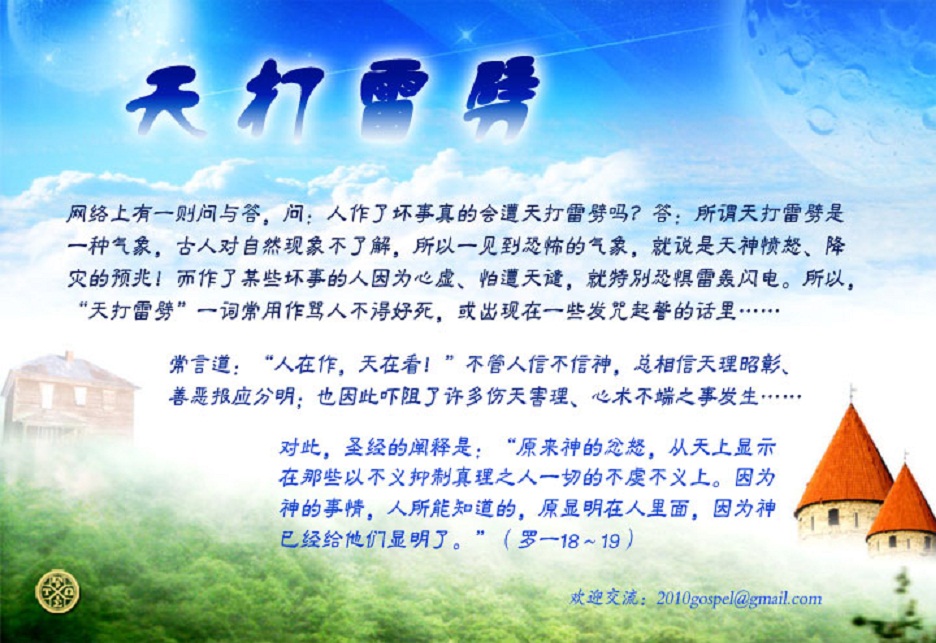 天打雷劈
网络上有一则问与答，问：人作了坏事真的会遭天打雷劈吗？答：所谓天打雷劈是
一种气象，古人对自然现象不了解，所以一见到恐怖的气象，就说是天神愤怒、降
灾的预兆！而作了某些坏事的人因为心虚、怕遭天谴，就特别恐惧雷轰闪电。所以，
“天打雷劈”一词常用作骂人不得好死，或出现在一些发咒起誓的话里……
常言道：“人在作，天在看！”不管人信不信神，总相信天理昭彰、
善恶报应分明；也因此吓阻了许多伤天害理、心术不端之事发生……
对此，圣经的阐释是：“原来神的忿怒，从天上显示
在那些以不义抑制真理之人一切的不虔不义上。因为
神的事情，人所能知道的，原显明在人里面，因为神
已经给他们显明了。”（罗一18～19）
欢迎交流：2010gospel@gmail.com